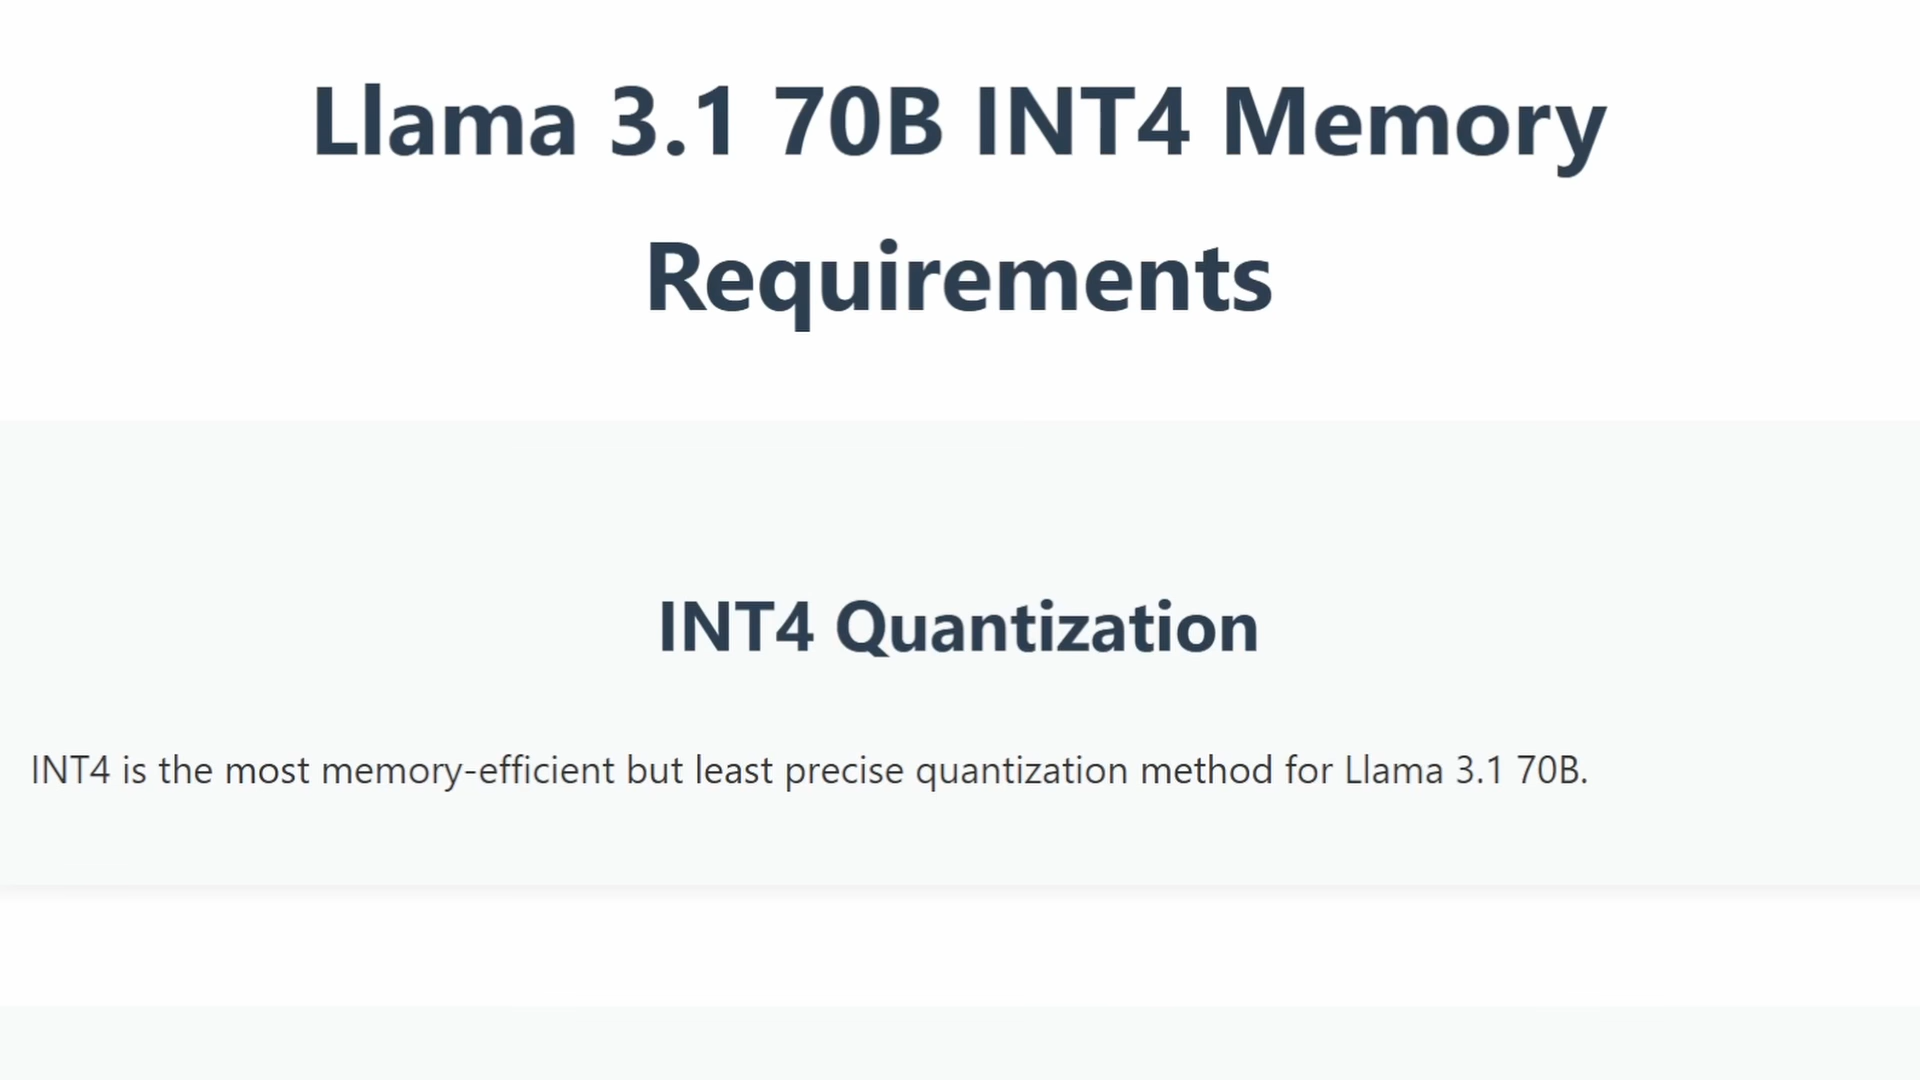 Llama 3.1 70B INT4 Memory
Requirements
INT4 Quantization
INT4 is the most memory-efficient but least precise quantization method for Llama 3.1 70B.